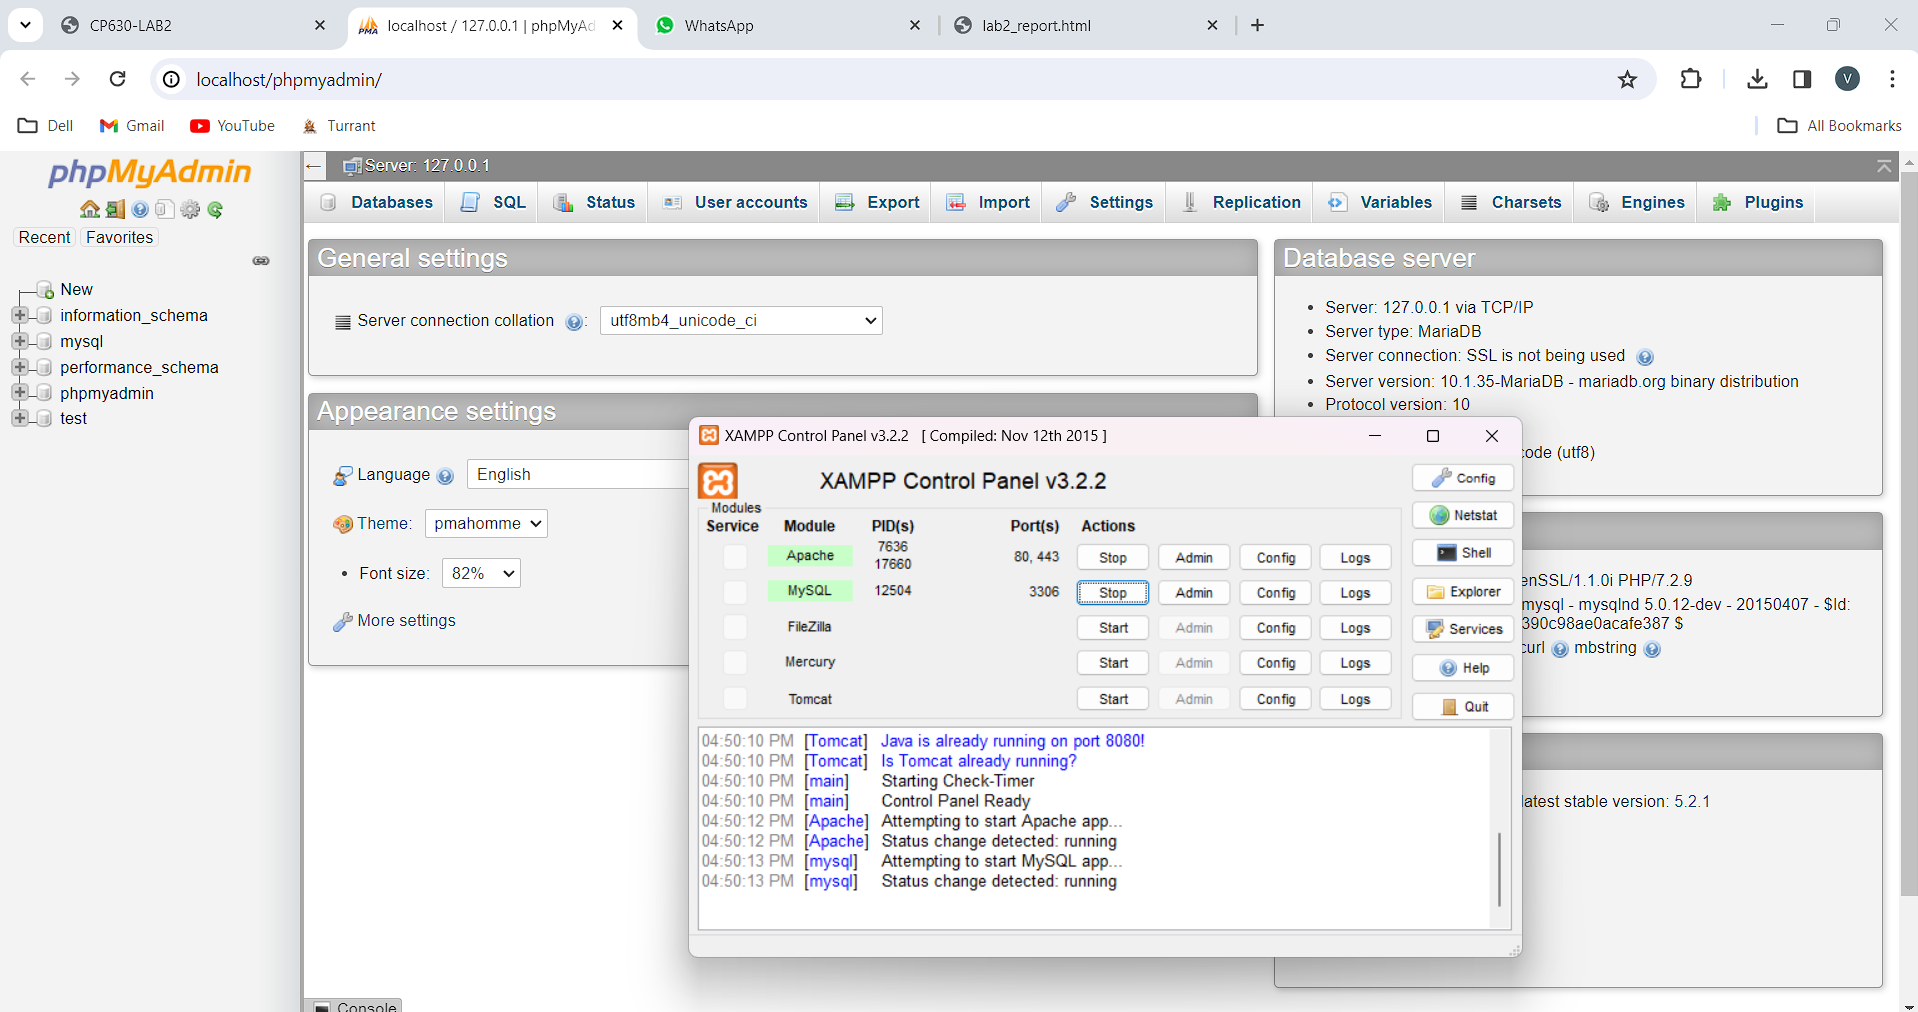 CP630-LAB2
localhost / 127.0.0.1 | phpMyAd
WhatsApp
lab2_report.html
localhost/phpmyadmin/
V
Dell
Gmail
YouTube
Turrant
All Bookmarks
phpMyAdmin
Recent
Favorites
New
information_schema
mysql
performance_schema
phpmyadmin
test
Server: 127.0.0.1
Databases
SQL
Status
User accounts
Export
Import
Settings
Replication
Variables
Charsets
Engines
Plugins
General settings
Server connection collation :
utf8mb4_unicode_ci
Appearance settings
Language
English
Theme:
pmahomme
• Font size:
82%
More settings
Database server
• Server: 127.0.0.1 via TCP/IP
• Server type: MariaDB
• Server connection: SSL is not being used
• Server version: 10.1.35-MariaDB - mariadb.org binary distribution
• Protocol version: 10
ode (utf8)
enSSL/1.1.0i PHP/7.2.9
mysql - mysqlnd 5.0.12-dev - 20150407 - $Id:
390c98ae0acafe387 $
curl mbstring
latest stable version: 5.2.1
XAMPP Control Panel v3.2.2 [ Compiled: Nov 12th 2015 ]
XAMPP Control Panel v3.2.2
Modules
Service Module PID(s) Port(s) Actions
Apache 7636 17660 80, 443 Stop Admin Config Logs
MySQL 12504 3306 Stop Admin Config Logs
FileZilla Start Admin Config Logs
Mercury Start Admin Config Logs
Tomcat Start Admin Config Logs
Config
Netstat
Shell
Explorer
Services
Help
Quit
04:50:10 PM [Tomcat] Java is already running on port 8080!
04:50:10 PM [Tomcat] Is Tomcat already running?
04:50:10 PM [main] Starting Check-Timer
04:50:10 PM [main] Control Panel Ready
04:50:12 PM [Apache] Attempting to start Apache app...
04:50:12 PM [Apache] Status change detected: running
04:50:13 PM [mysql] Attempting to start MySQL app...
04:50:13 PM [mysql] Status change detected: running
Console